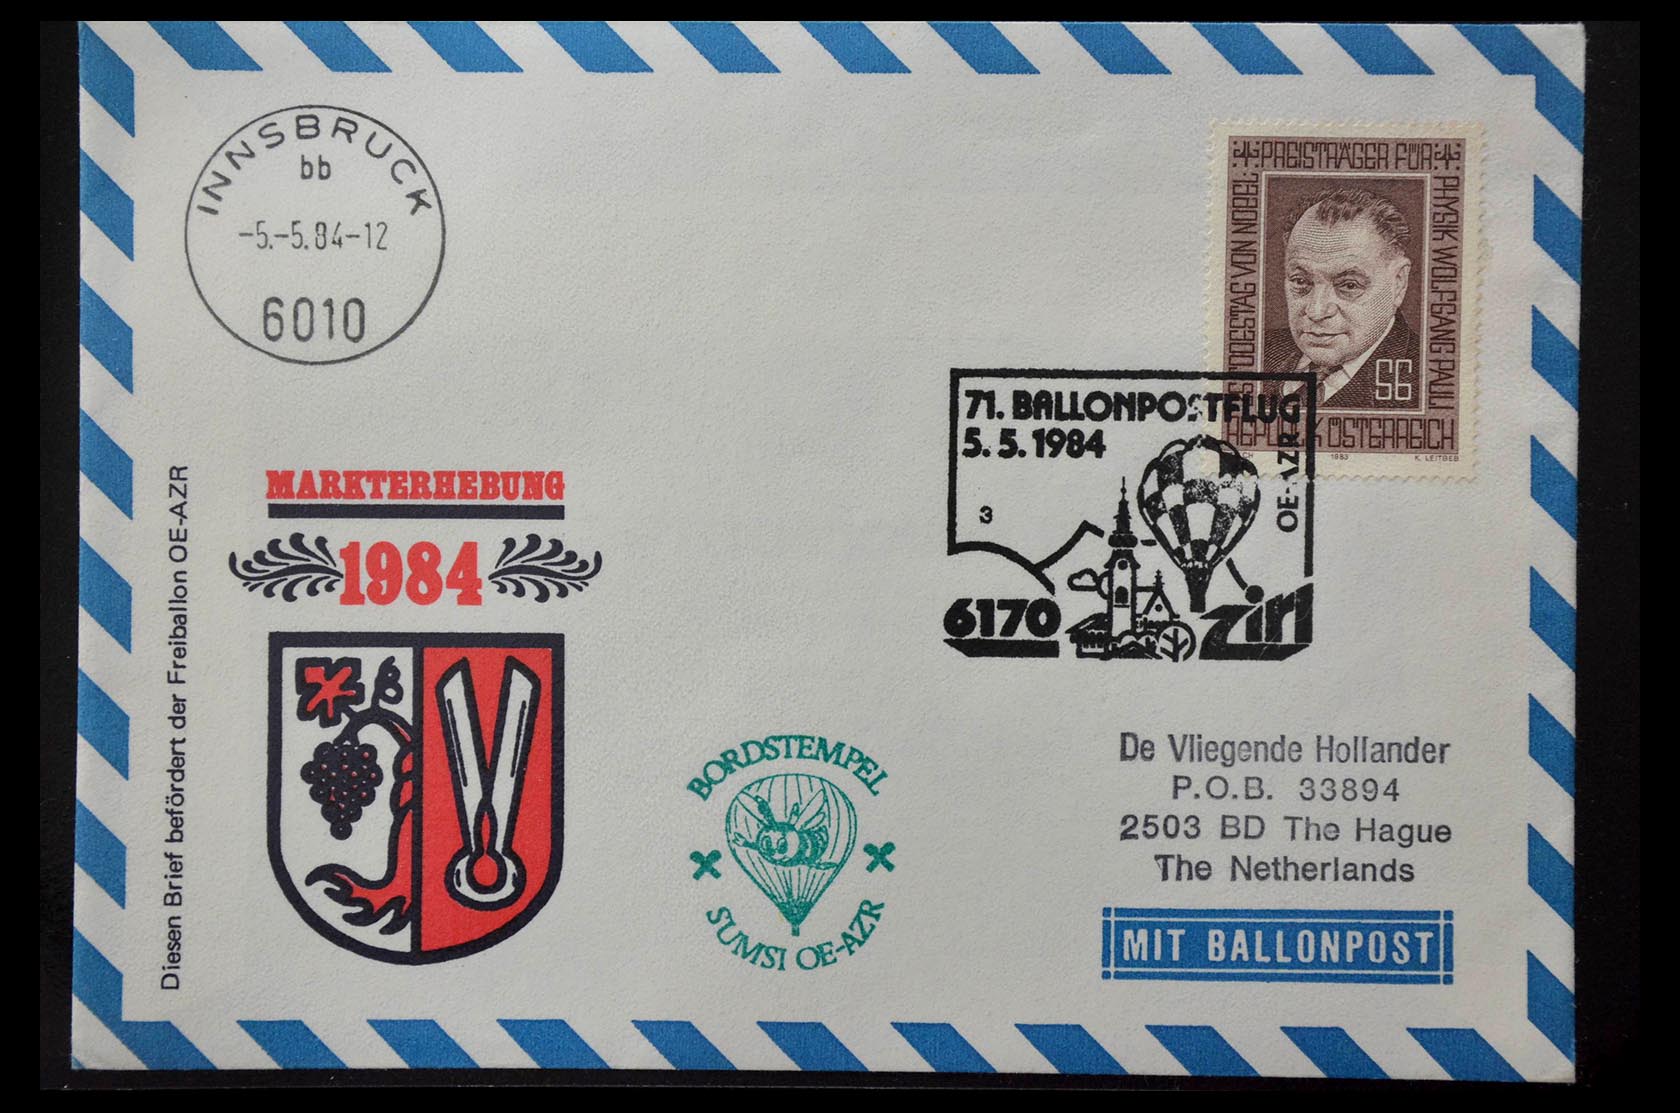 INNSBRUCK
bb
-5.-5.84-12
6010
PREISTRÄGER FÜR
PHYSIK WOLFGANG PAULI
TODESTAG VON NOBEL
S6
REPUBLIK ÖSTERREICH
1983
K. LEITGEB
71. BALLONPOSTFLUG
5.5.1984
OE-AZR
3
6170
zirl
MARKTERHEBUNG
1984
Diesen Brief befördert der Freiballon OE-AZR
BORDSTEMPEL
SUMSI OE-AZR
De Vliegende Hollander
P.O.B. 33894
2503 BD The Hague
The Netherlands
MIT BALLONPOST